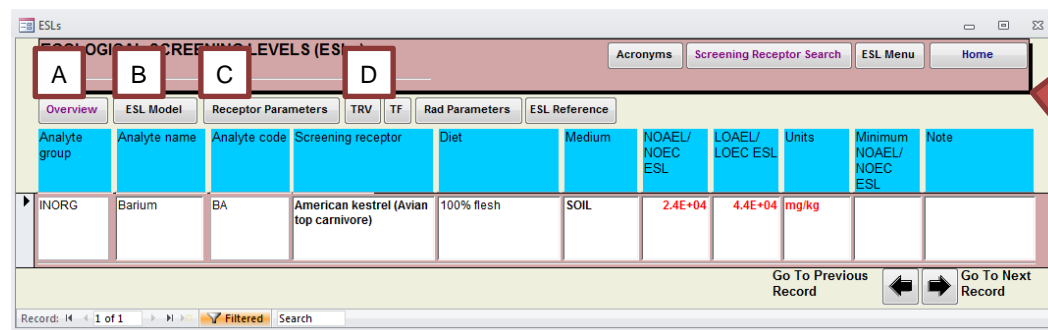 ESLs
LEVELS (ESL
Acronyms Screening Receptor Search ESL Menu Home
A B C D
Overview ESL Model Receptor Parameters TRV TF Rad Parameters ESL Reference
Analyte group Analyte name Analyte code Screening receptor Diet Medium NOAEL/ NOEC ESL LOAEL/ LOEC ESL Units Minimum NOAEL/ NOEC ESL Note
INORG Barium BA American kestrel (Avian top carnivore) 100% flesh SOIL 2.4E+04 4.4E+04 mg/kg
Go To Previous Record Go To Next Record
Record: 1 of 1 Filtered Search